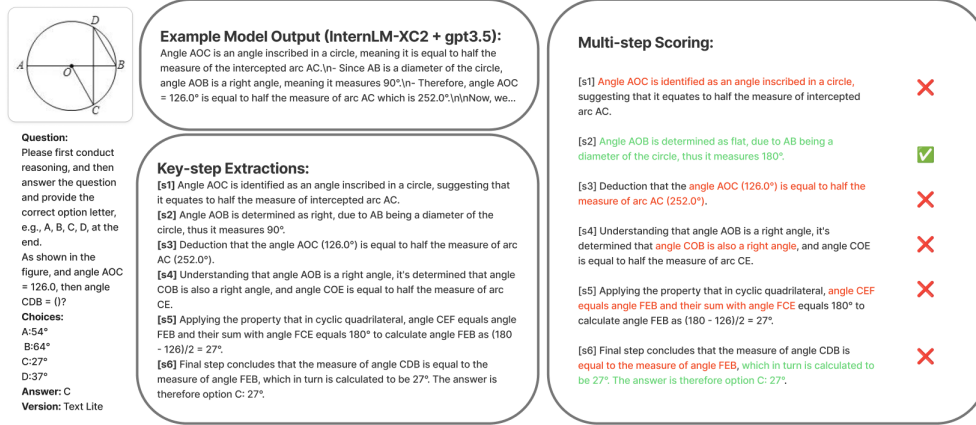 D
A
O
B
C
Question:
Please first conduct
reasoning, and then
answer the question
and provide the
correct option letter,
e.g., A, B, C, D, at the
end.
As shown in the
figure, and angle AOC
= 126.0, then angle
CDB = ()?
Choices:
A:54°
B:64°
C:27°
D:37°
Answer: C
Version: Text Lite
Example Model Output (InternLM-XC2 + gpt3.5):
Angle AOC is an angle inscribed in a circle, meaning it is equal to half the
measure of the intercepted arc AC.\n- Since AB is a diameter of the circle,
angle AOB is a right angle, meaning it measures 90°.\n- Therefore, angle AOC
= 126.0° is equal to half the measure of arc AC which is 252.0°.\n\nNow, we...
Key-step Extractions:
[s1] Angle AOC is identified as an angle inscribed in a circle, suggesting that
it equates to half the measure of intercepted arc AC.
[s2] Angle AOB is determined as right, due to AB being a diameter of the
circle, thus it measures 90°.
[s3] Deduction that the angle AOC (126.0°) is equal to half the measure of arc
AC (252.0°).
[s4] Understanding that angle AOB is a right angle, it's determined that angle
COB is also a right angle, and angle COE is equal to half the measure of arc
CE.
[s5] Applying the property that in cyclic quadrilateral, angle CEF equals angle
FEB and their sum with angle FCE equals 180° to calculate angle FEB as (180
- 126)/2 = 27°.
[s6] Final step concludes that the measure of angle CDB is equal to the
measure of angle FEB, which in turn is calculated to be 27°. The answer is
therefore option C: 27°.
Multi-step Scoring:
[s1] Angle AOC is identified as an angle inscribed in a circle,
suggesting that it equates to half the measure of intercepted
arc AC.
[s2] Angle AOB is determined as flat, due to AB being a
diameter of the circle, thus it measures 180°.
[s3] Deduction that the angle AOC (126.0°) is equal to half the
measure of arc AC (252.0°).
[s4] Understanding that angle AOB is a right angle, it's
determined that angle COB is also a right angle, and angle COE
is equal to half the measure of arc CE.
[s5] Applying the property that in cyclic quadrilateral, angle CEF
equals angle FEB and their sum with angle FCE equals 180° to
calculate angle FEB as (180 - 126)/2 = 27°.
[s6] Final step concludes that the measure of angle CDB is
equal to the measure of angle FEB, which in turn is calculated to
be 27°. The answer is therefore option C: 27°.